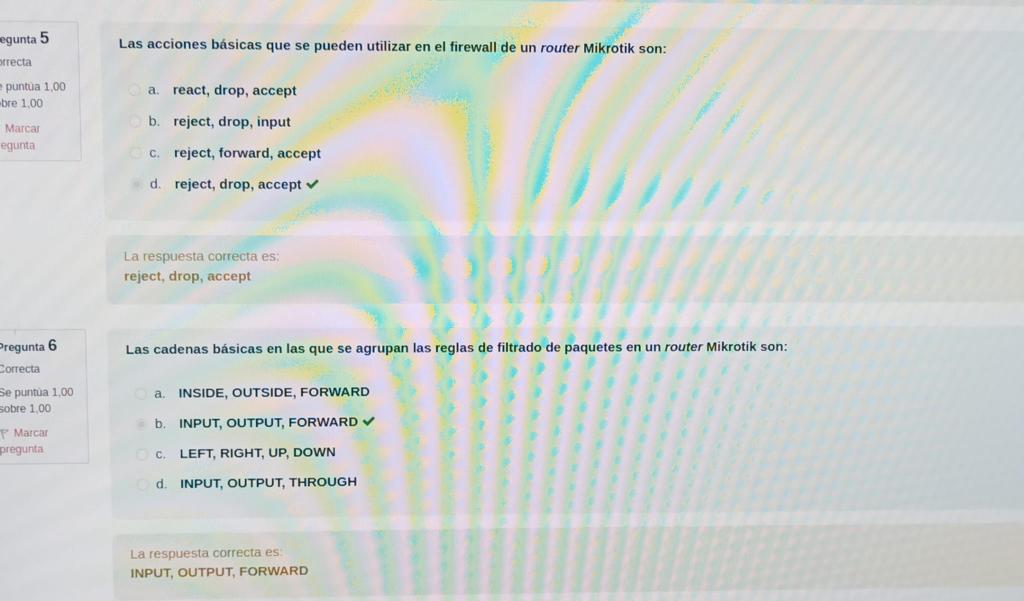 egunta 5
orrecta
e puntúa 1,00
bre 1,00
Marcar
egunta
Las acciones básicas que se pueden utilizar en el firewall de un router Mikrotik son:
a. react, drop, accept
b. reject, drop, input
c. reject, forward, accept
d. reject, drop, accept
La respuesta correcta es:
reject, drop, accept
Pregunta 6
Correcta
Se puntúa 1,00
sobre 1,00
Marcar
pregunta
Las cadenas básicas en las que se agrupan las reglas de filtrado de paquetes en un router Mikrotik son:
a. INSIDE, OUTSIDE, FORWARD
b. INPUT, OUTPUT, FORWARD
c. LEFT, RIGHT, UP, DOWN
d. INPUT, OUTPUT, THROUGH
La respuesta correcta es:
INPUT, OUTPUT, FORWARD